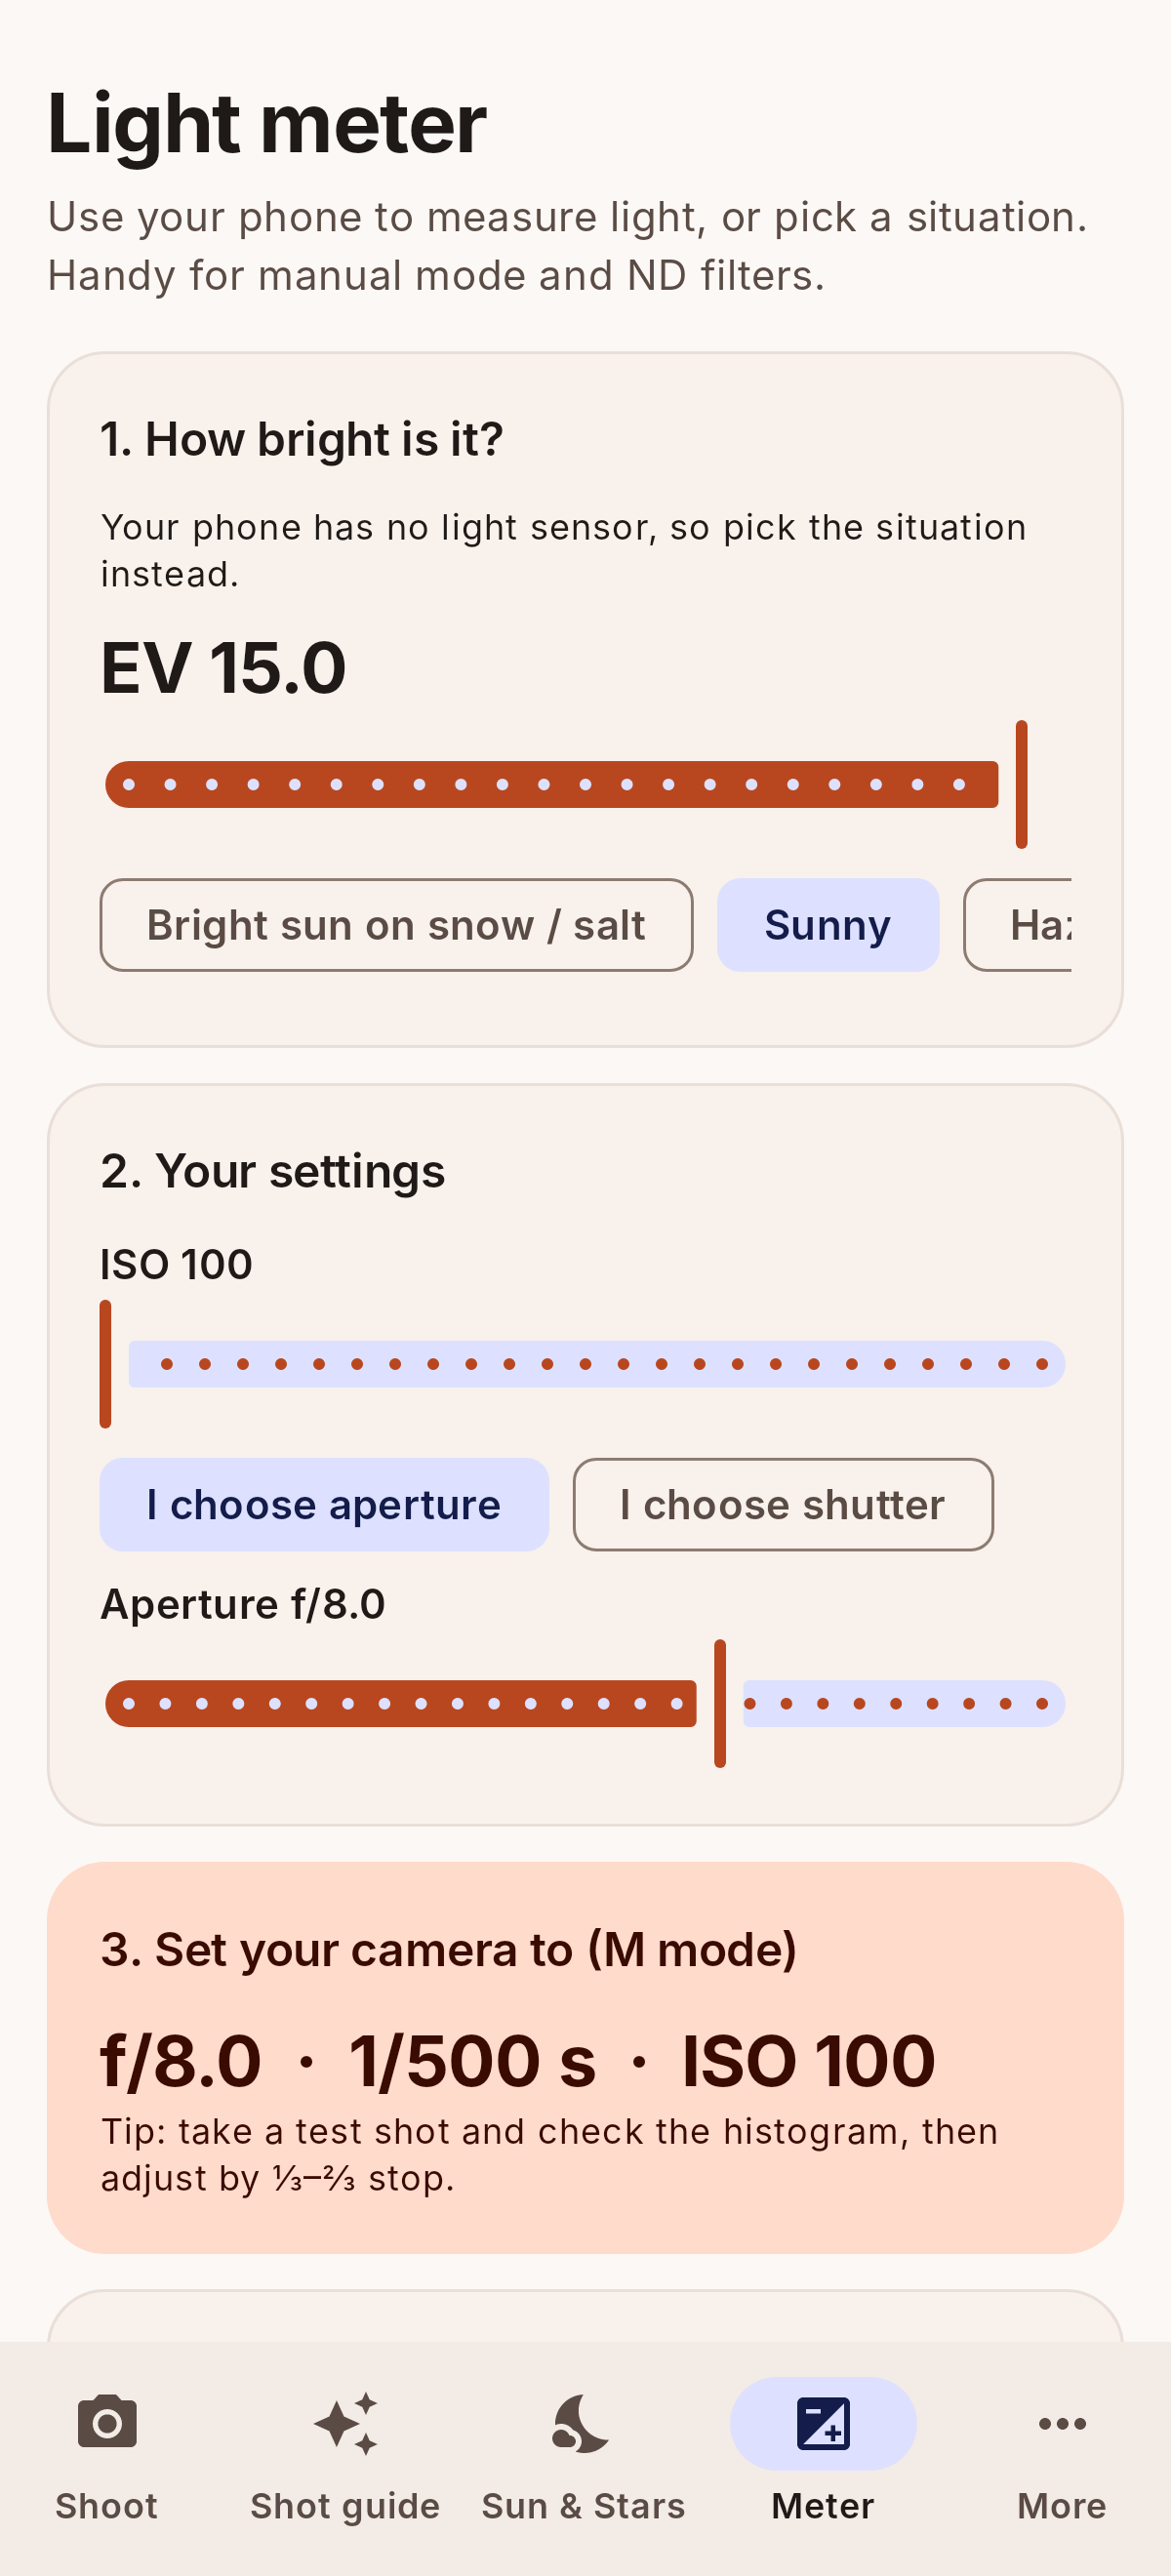 Light meter
Use your phone to measure light, or pick a situation.
Handy for manual mode and ND filters.
1. How bright is it?
Your phone has no light sensor, so pick the situation
instead.
EV 15.0
Bright sun on snow / salt
Sunny
2. Your settings
ISO 100
I choose aperture
I choose shutter
Aperture f/8.0
3. Set your camera to (M mode)
f/8.0 · 1/500 s · ISO 100
Tip: take a test shot and check the histogram, then
adjust by ⅓–⅔ stop.
Shoot
Shot guide
Sun & Stars
Meter
More